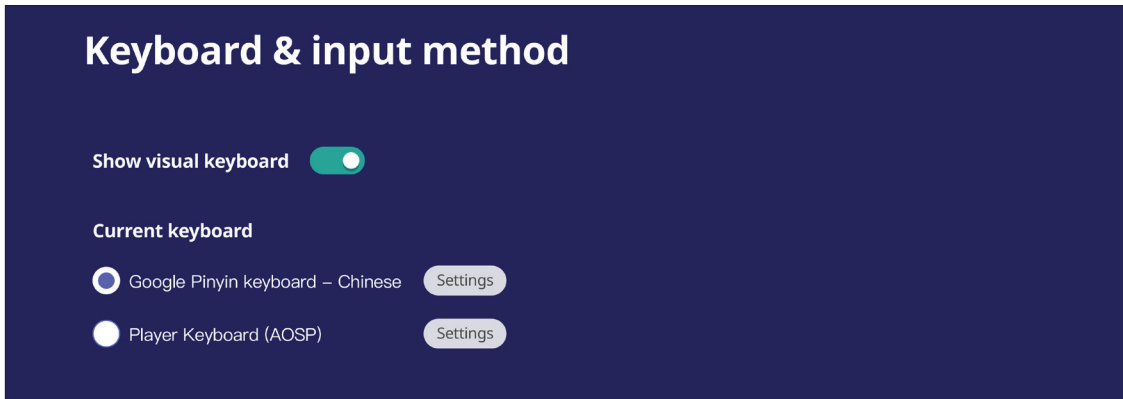 Keyboard & input method
Show visual keyboard
Current keyboard
Google Pinyin keyboard – Chinese Settings
Player Keyboard (AOSP) Settings